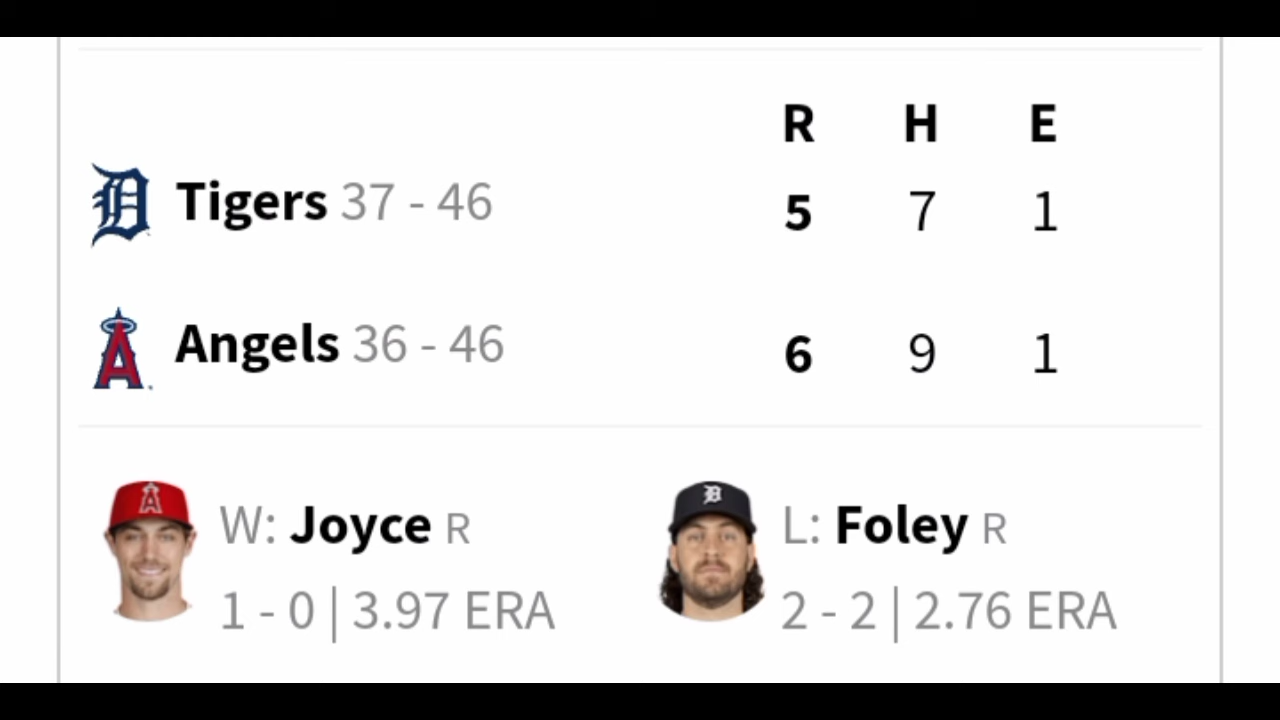 R H E
Tigers 37 - 46 5 7 1
Angels 36 - 46 6 9 1
W: Joyce R L: Foley R
1 - 0 | 3.97 ERA 2 - 2 | 2.76 ERA